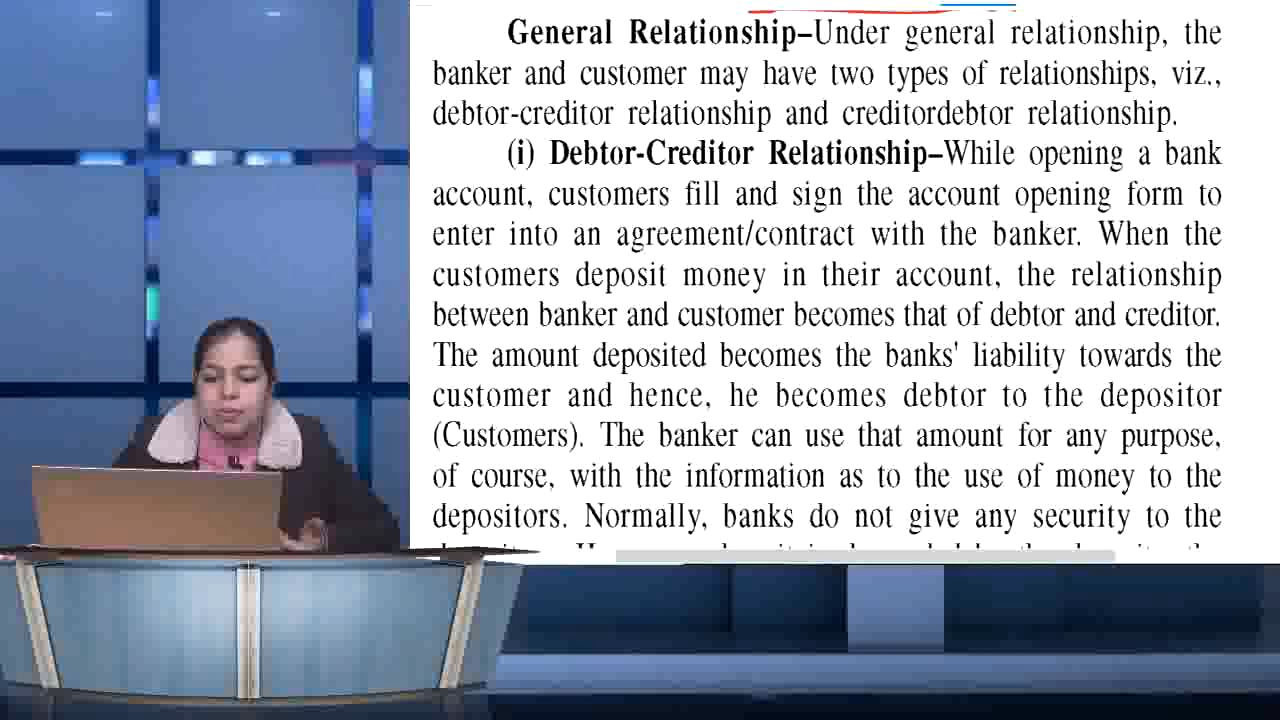 General Relationship–Under general relationship, the
banker and customer may have two types of relationships, viz.,
debtor-creditor relationship and creditordebtor relationship.
(i) Debtor-Creditor Relationship–While opening a bank
account, customers fill and sign the account opening form to
enter into an agreement/contract with the banker. When the
customers deposit money in their account, the relationship
between banker and customer becomes that of debtor and creditor.
The amount deposited becomes the banks' liability towards the
customer and hence, he becomes debtor to the depositor
(Customers). The banker can use that amount for any purpose,
of course, with the information as to the use of money to the
depositors. Normally, banks do not give any security to the